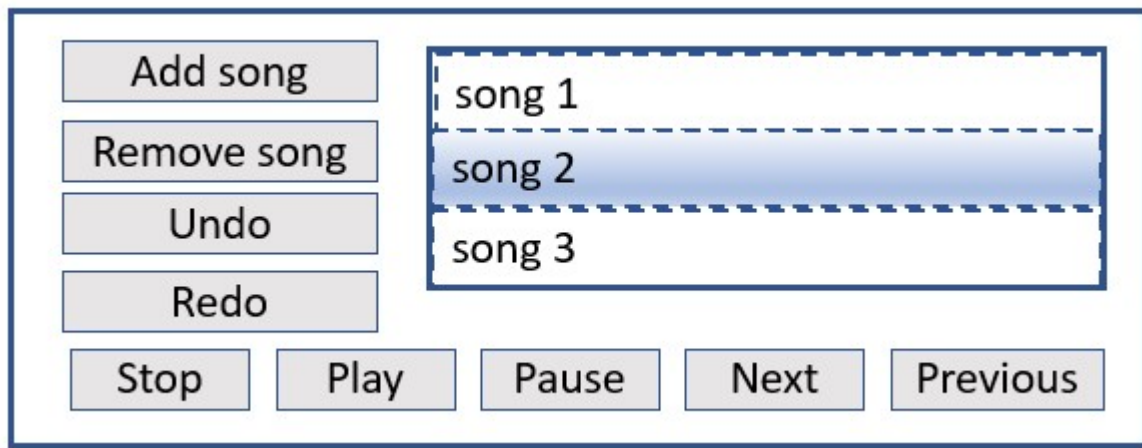 Add song
Remove song
Undo
Redo
song 1
song 2
song 3
Stop Play Pause Next Previous